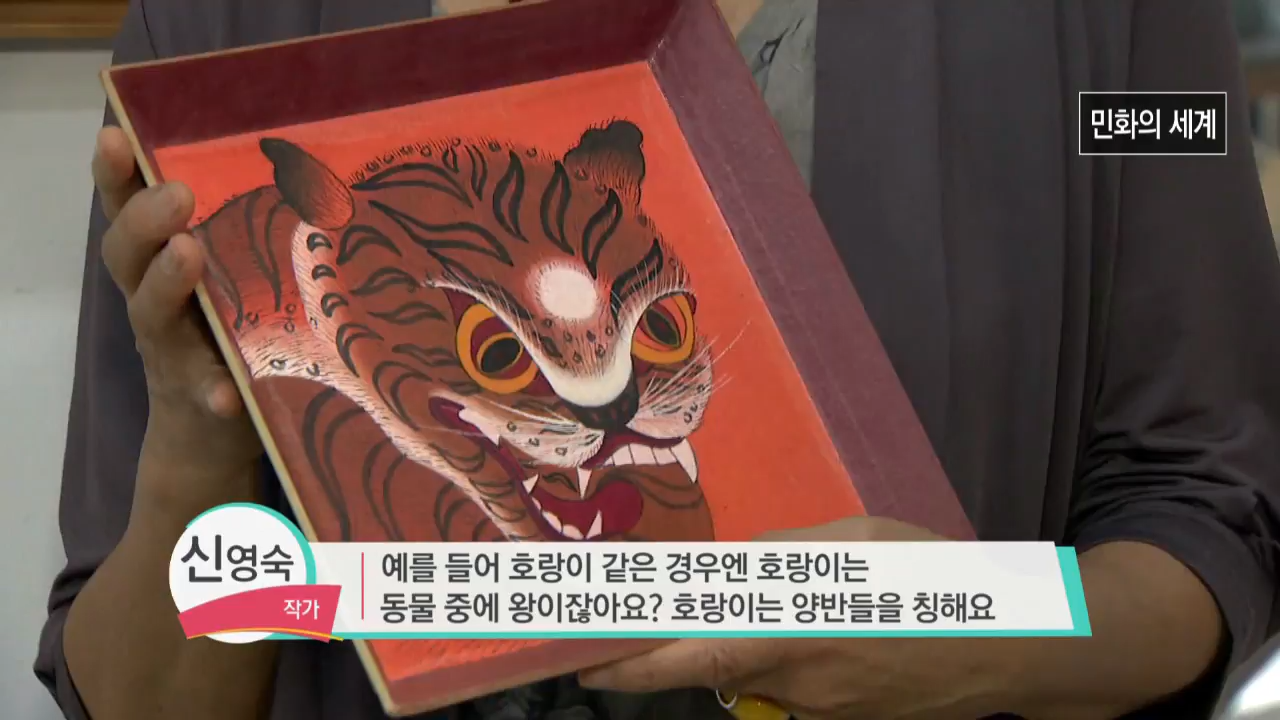 민화의 세계
신영숙
작가
예를 들어 호랑이 같은 경우엔 호랑이는
동물 중에 왕이잖아요? 호랑이는 양반들을 칭해요